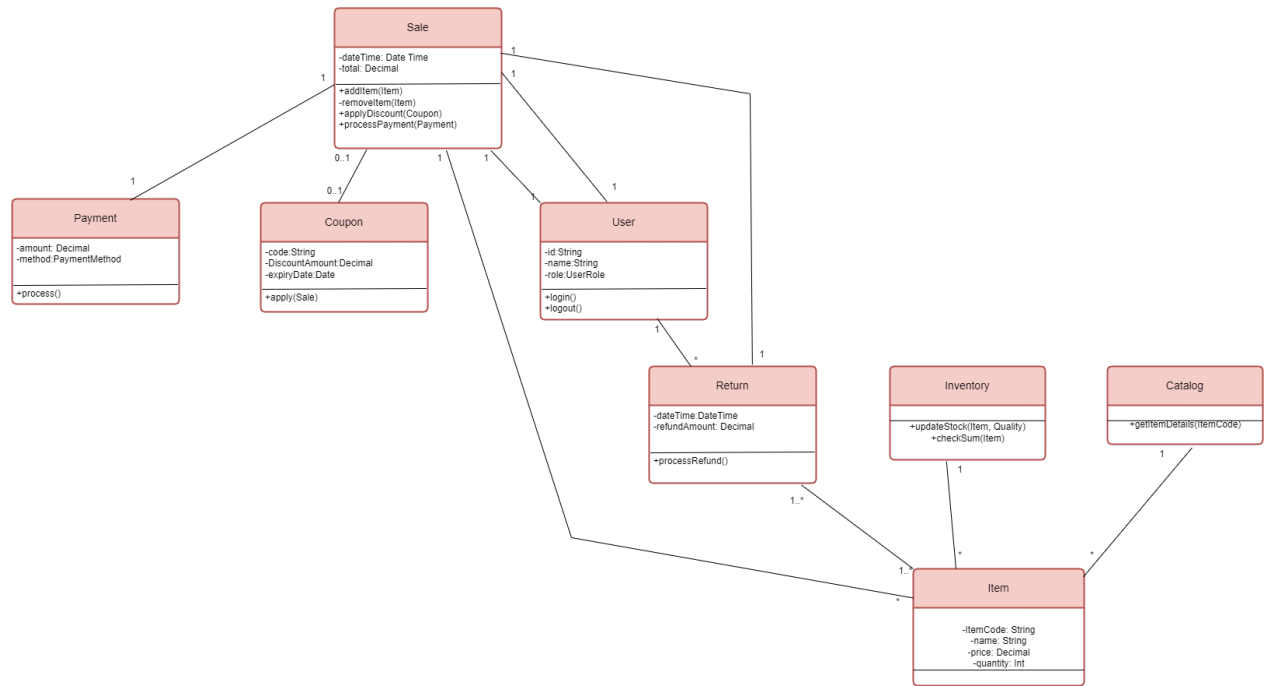 Sale
-dateTime: Date Time
-total: Decimal
+addItem(Item)
-removeItem(Item)
+applyDiscount(Coupon)
+processPayment(Payment)
1
1
1
1
1
0..1
1
1
0..1
1
1
Payment
-amount: Decimal
-method:PaymentMethod
+process()
Coupon
-code:String
-DiscountAmount:Decimal
-expiryDate:Date
+apply(Sale)
User
-id:String
-name:String
-role:UserRole
+login()
+logout()
1
*
1
Return
-dateTime:DateTime
-refundAmount: Decimal
+processRefund()
Inventory
+updateStock(Item, Quality)
+checkSum(Item)
Catalog
+getItemDetails(ItemCode)
1
1
1..*
*
*
1..*
*
Item
-ItemCode: String
-name: String
-price: Decimal
-quantity: Int